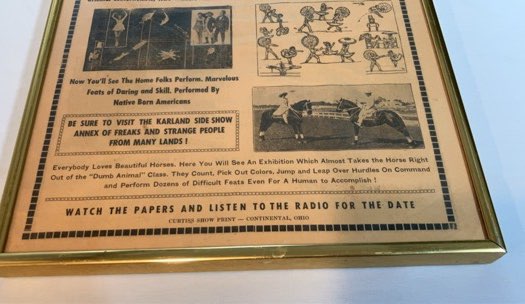 Now You'll See The Home Folks Perform. Marvelous
Feats of Daring and Skill, Performed By
Native Born Americans
BE SURE TO VISIT THE KARLAND SIDE SHOW
ANNEX OF FREAKS AND STRANGE PEOPLE
FROM MANY LANDS !
Everybody Loves Beautiful Horses. Here You Will See An Exhibition Which Almost Takes the Horse Right
Out of the "Dumb Animal" Class. They Count, Pick Out Colors, Jump and Leap Over Hurdles On Command
and Perform Dozens of Difficult Feats Even For A Human to Accomplish !
WATCH THE PAPERS AND LISTEN TO THE RADIO FOR THE DATE
CURTISS SHOW PRINT — CONTINENTAL, OHIO